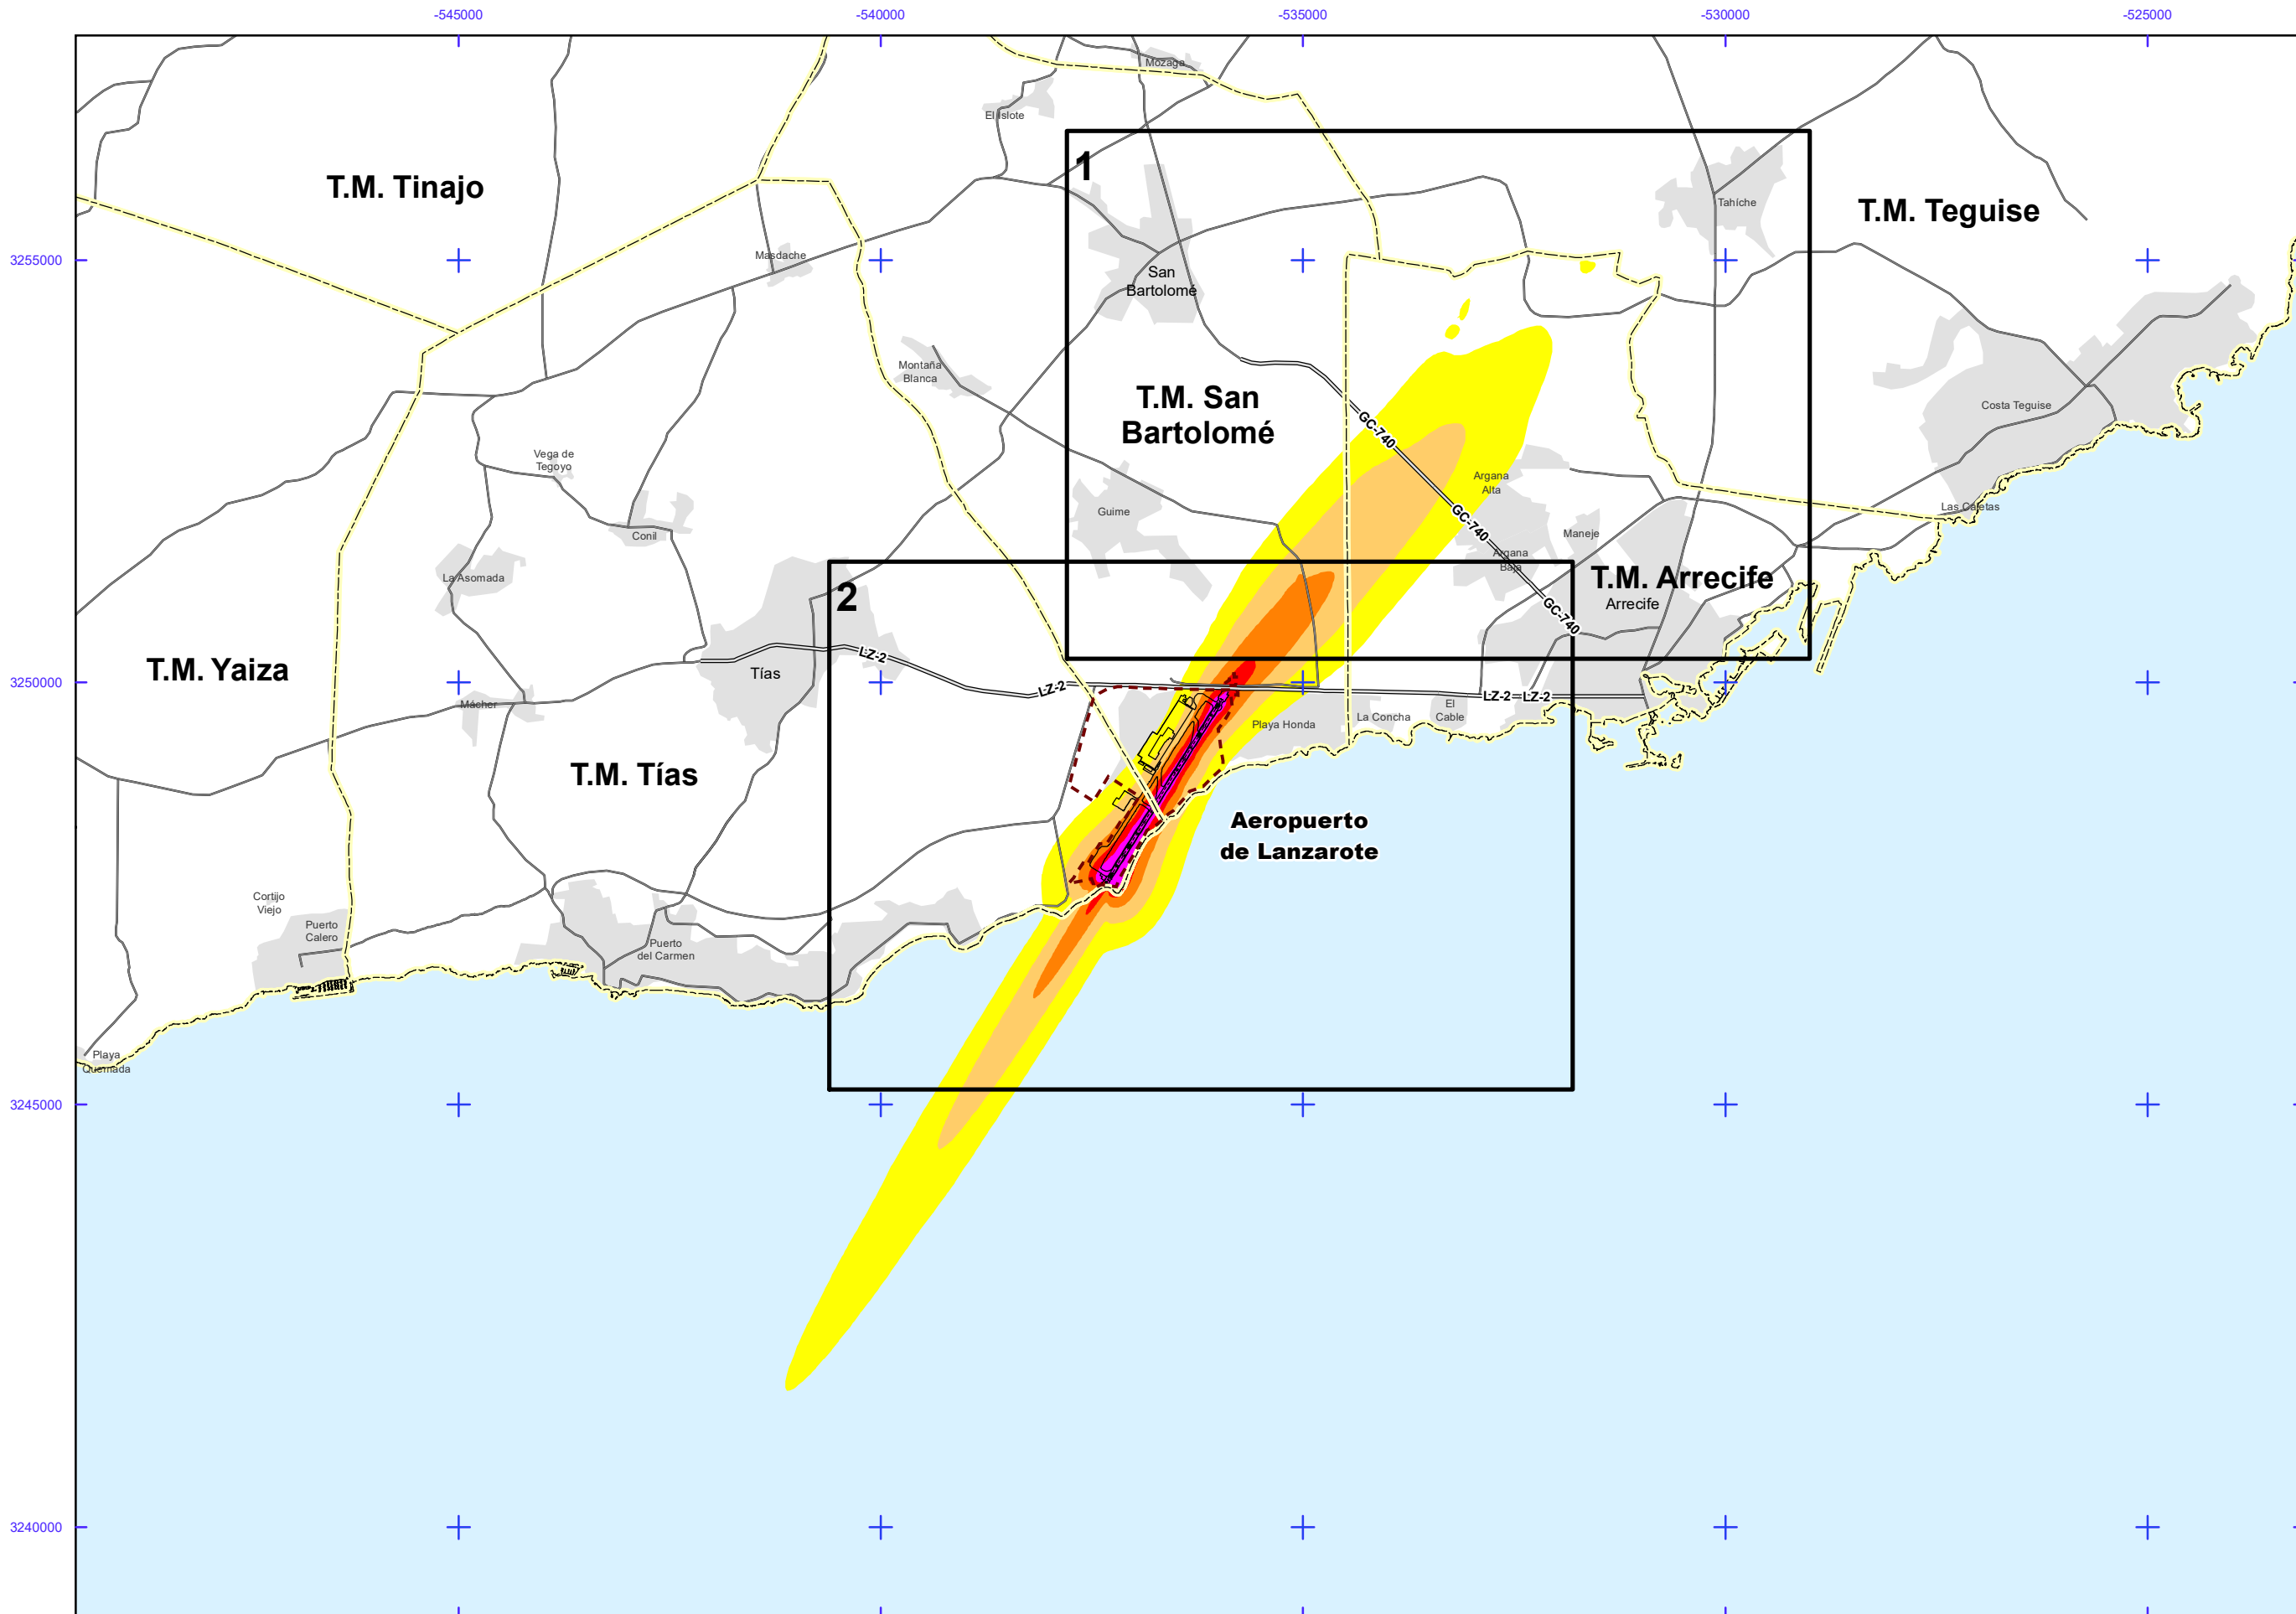 -545000
-540000
-535000
-530000
-525000
Mozaga
El Islote
1
T.M. Tinajo
Tahíche
T.M. Teguise
3255000
Masdache
San
Bartolomé
Montaña
Blanca
T.M. San
Bartolomé
GC-740
Costa Teguise
Vega de
Tegoyo
Argana
Alta
Guime
GC-740
Las Caletas
Conil
Maneje
Argana
Baja
La Asomada
T.M. Arrecife
2
Arrecife
GC-740
LZ-2
T.M. Yaiza
Tías
3250000
LZ-2
LZ-2
LZ-2
Mácher
Playa Honda
La Concha
El
Cable
T.M. Tías
Aeropuerto
de Lanzarote
Cortijo
Viejo
Puerto
Calero
Puerto
del Carmen
Playa
Quemada
3245000
3240000